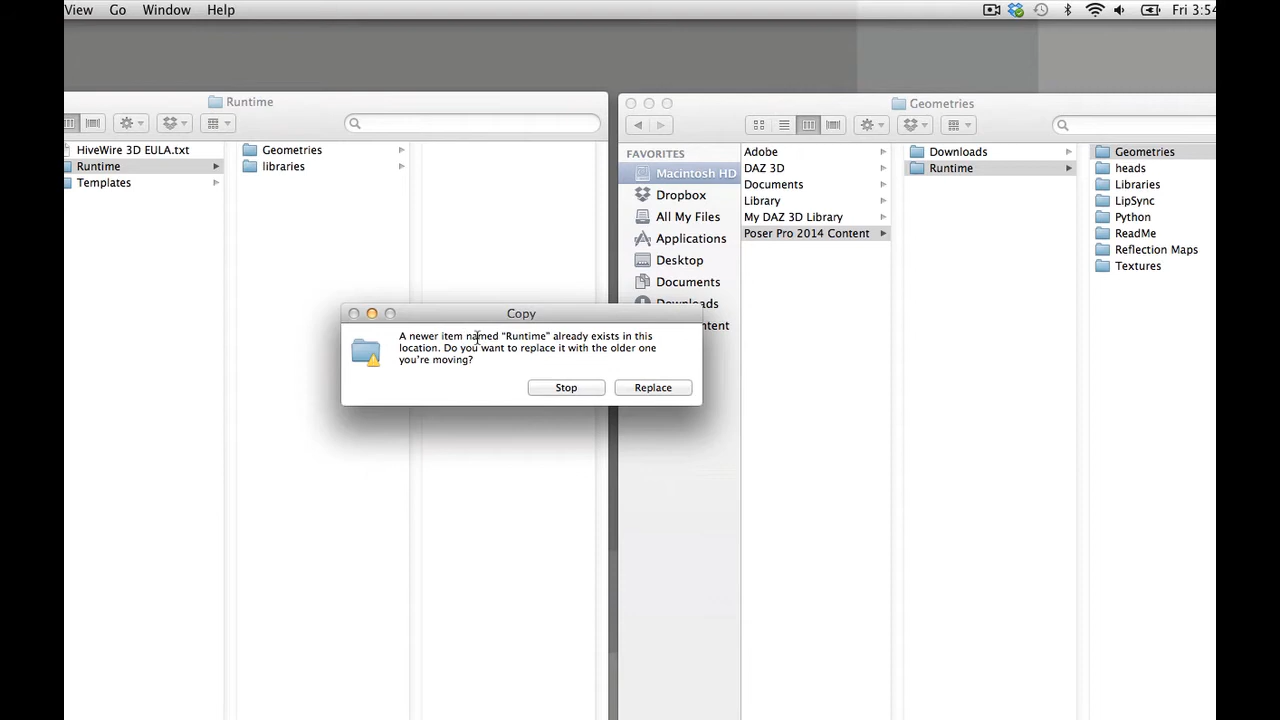 View Go Window Help
Fri 3:54
Runtime
HiveWire 3D EULA.txt
Runtime
Templates
Geometries
libraries
Geometries
FAVORITES
Macintosh HD
Dropbox
All My Files
Applications
Desktop
Documents
Downloads
Adobe
DAZ 3D
Documents
Library
My DAZ 3D Library
Poser Pro 2014 Content
Downloads
Runtime
Geometries
heads
Libraries
LipSync
Python
ReadMe
Reflection Maps
Textures
Copy
A newer item named “Runtime” already exists in this
location. Do you want to replace it with the older one
you’re moving?
Stop
Replace